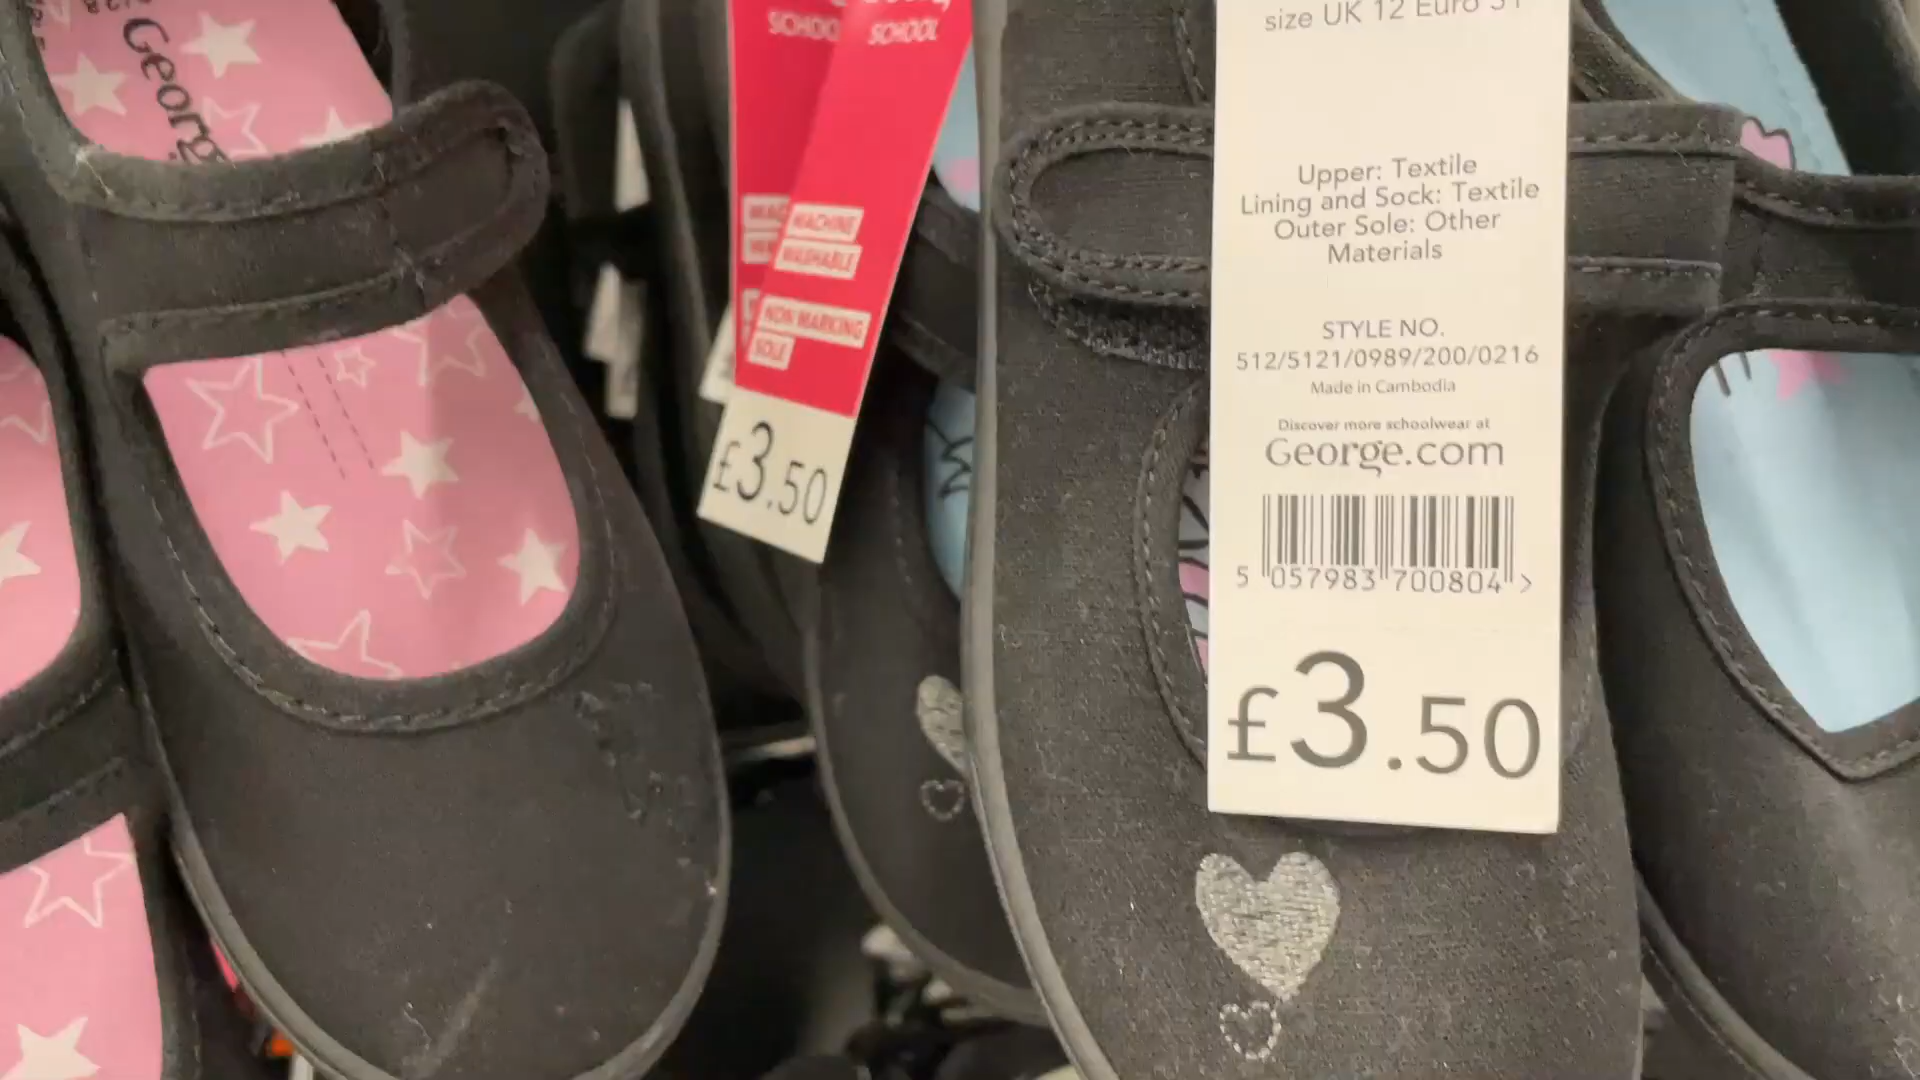 George
SCHOOL
SCHOOL
MACHINE
WASHABLE
NON MARKING
SOLE
£3.50
size UK 12 Euro 31
Upper: Textile
Lining and Sock: Textile
Outer Sole: Other
Materials
STYLE NO.
512/5121/0989/200/0216
Made in Cambodia
Discover more schoolwear at
George.com
5 057983 700804 >
£3.50